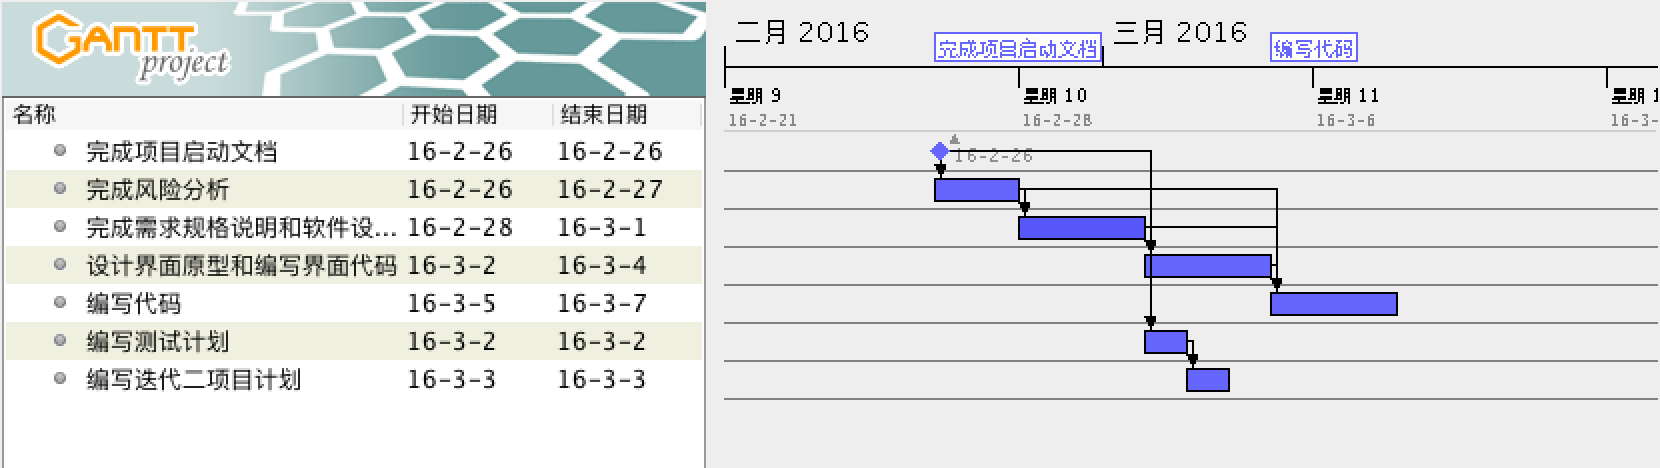 GANTT
project
二月 2016
三月 2016
完成项目启动文档
编写代码
星期 9
星期 10
星期 11
星期 1
16-2-21
16-2-28
16-3-6
16-3-
名称 开始日期 结束日期
完成项目启动文档 16-2-26 16-2-26
16-2-26
完成风险分析 16-2-26 16-2-27
完成需求规格说明和软件设... 16-2-28 16-3-1
设计界面原型和编写界面代码 16-3-2 16-3-4
编写代码 16-3-5 16-3-7
编写测试计划 16-3-2 16-3-2
编写迭代二项目计划 16-3-3 16-3-3